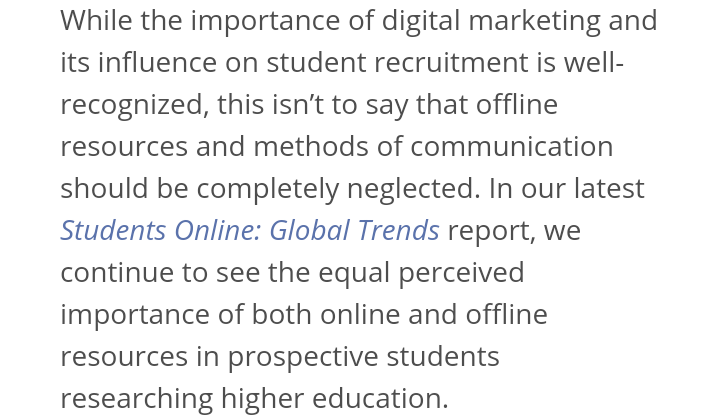 While the importance of digital marketing and
its influence on student recruitment is well-
recognized, this isn’t to say that offline
resources and methods of communication
should be completely neglected. In our latest
Students Online: Global Trends report, we
continue to see the equal perceived
importance of both online and offline
resources in prospective students
researching higher education.